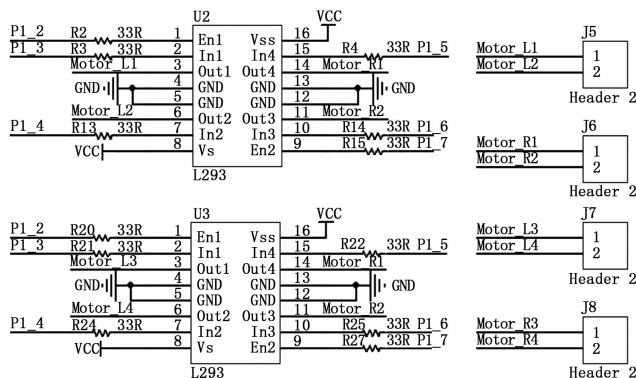 U2
VCC
P1_2 R2 33R 1 En1 Vss 16
P1_3 R3 33R 2 In1 In4 15 R4 33R P1_5
Motor_L1 3 Out1 Out4 14 Motor_R1
GND 4 GND GND 13 GND
5 GND GND 12
Motor_L2 6 Out2 Out3 11 Motor_R2
P1_4 R13 33R 7 In2 In3 10 R14 33R P1_6
VCC 8 Vs En2 9 R15 33R P1_7
L293
J5
Motor_L1 1
Motor_L2 2
Header 2
J6
Motor_R1 1
Motor_R2 2
Header 2
U3
VCC
P1_2 R20 33R 1 En1 Vss 16
P1_3 R21 33R 2 In1 In4 15 R22 33R P1_5
Motor_L3 3 Out1 Out4 14 Motor_R1
GND 4 GND GND 13 GND
5 GND GND 12
Motor_L4 6 Out2 Out3 11 Motor_R2
P1_4 R24 33R 7 In2 In3 10 R25 33R P1_6
VCC 8 Vs En2 9 R27 33R P1_7
L293
J7
Motor_L3 1
Motor_L4 2
Header 2
J8
Motor_R3 1
Motor_R4 2
Header 2